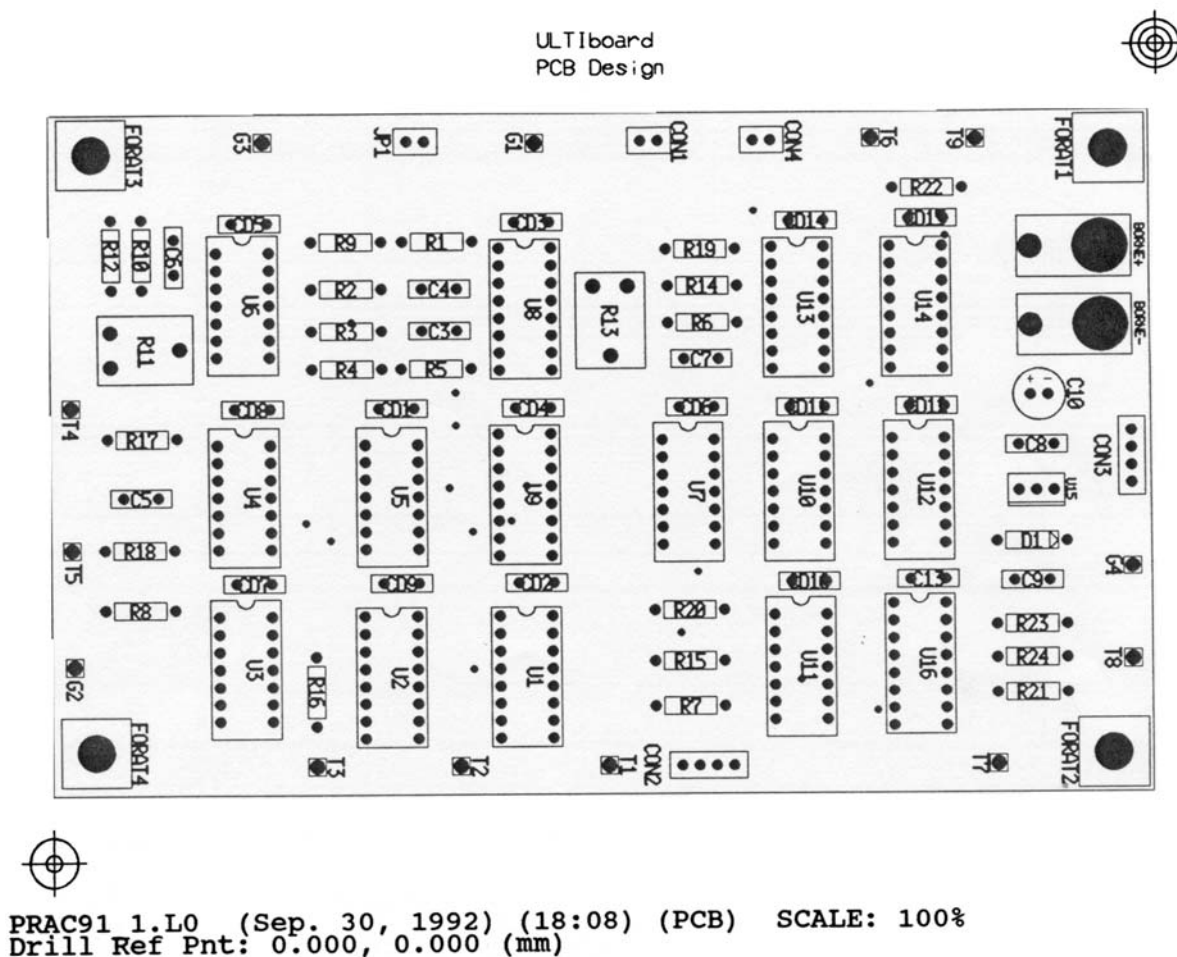 ULTIboard
PCB Design
FORAT3
G3
JP1
G1
CON1
CON4
T6
T9
FORAT1
R22
R12
R10
C6
CD5
R9
R1
CD3
R19
CD14
CD15
BORNE+
U6
R2
C4
U8
R13
R14
U13
U14
R3
C3
R6
BORNE-
R11
R4
R5
C7
C10
+ -
T4
CD8
CD1
CD4
CD6
CD11
R17
C8
CON3
U4
U5
U9
U7
U10
U12
U15
C5
T5
R18
D1
G4
CD7
CD9
CD2
CD10
C13
C9
R8
R20
R23
U3
U2
U1
U11
U16
R15
R24
T8
G2
R16
R7
R21
FORAT4
T3
T2
T1
CON2
T7
FORAT2
PRAC91 1.L0 (Sep. 30, 1992) (18:08) (PCB) SCALE: 100%
Drill Ref Pnt: 0.000, 0.000 (mm)